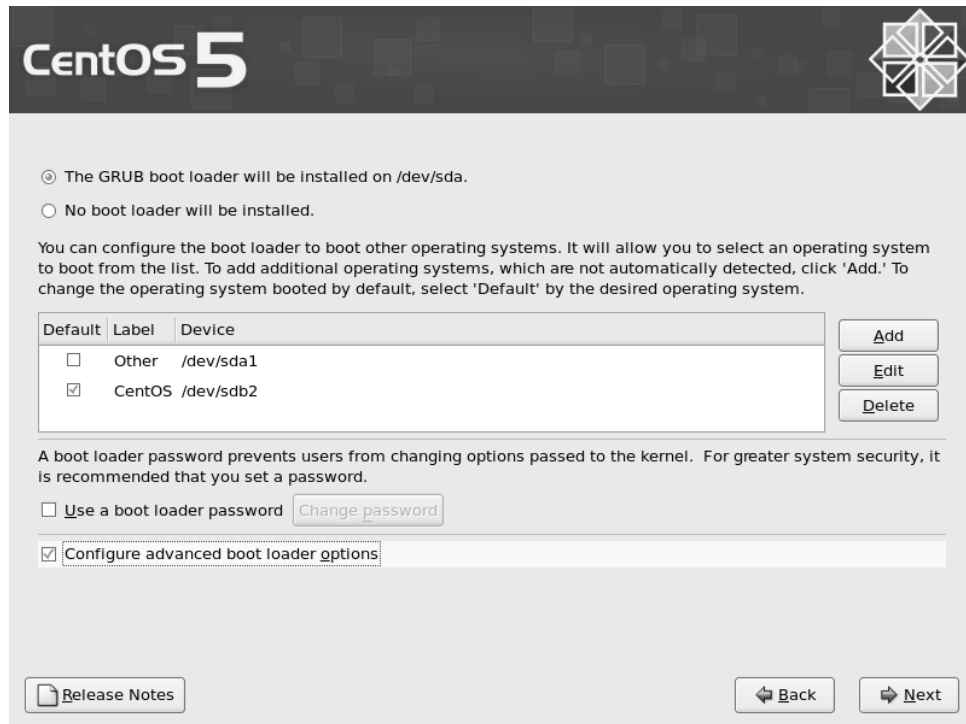 CentOS 5
The GRUB boot loader will be installed on /dev/sda.
No boot loader will be installed.
You can configure the boot loader to boot other operating systems. It will allow you to select an operating system
to boot from the list. To add additional operating systems, which are not automatically detected, click 'Add.' To
change the operating system booted by default, select 'Default' by the desired operating system.
Default Label Device
Other /dev/sda1
CentOS /dev/sdb2
Add
Edit
Delete
A boot loader password prevents users from changing options passed to the kernel.  For greater system security, it
is recommended that you set a password.
Use a boot loader password Change password
Configure advanced boot loader options
Release Notes Back Next